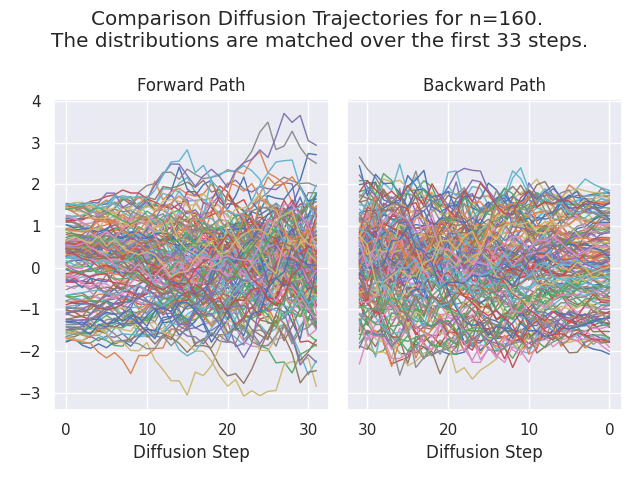 Comparison Diffusion Trajectories for n=160.
The distributions are matched over the first 33 steps.
Forward Path
Backward Path
4
3
2
1
0
−1
−2
−3
0 10 20 30
30 20 10 0
Diffusion Step
Diffusion Step